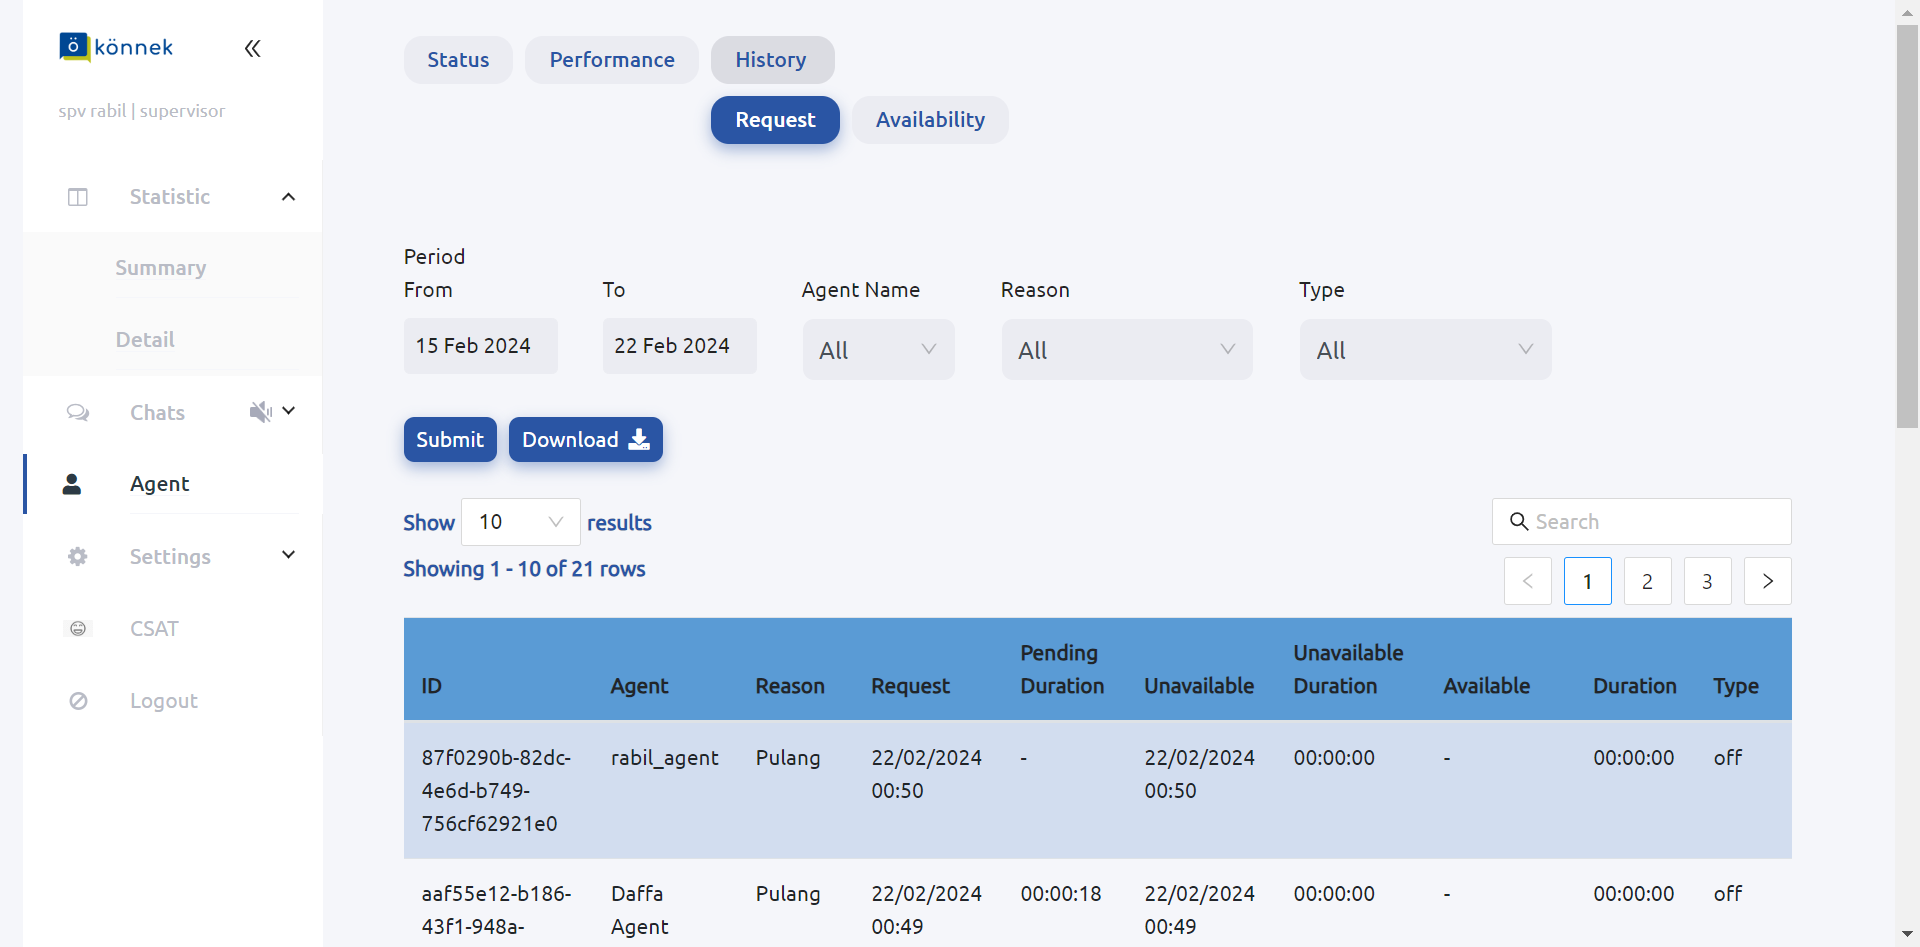 ö könnek
spv rabil | supervisor
Statistic
Summary
Detail
Chats
Agent
Settings
CSAT
Logout
Status Performance History
Request Availability
Period
From To Agent Name Reason Type
15 Feb 2024 22 Feb 2024 All All All
Submit Download
Show 10 results
Search
Showing 1 - 10 of 21 rows
< 1 2 3 >
ID Agent Reason Request Pending Duration Unavailable Unavailable Duration Available Duration Type
87f0290b-82dc- rabil_agent Pulang 22/02/2024 - 22/02/2024 00:00:00 - 00:00:00 off
4e6d-b749- 00:50 00:50
756cf62921e0
aaf55e12-b186- Daffa Pulang 22/02/2024 00:00:18 22/02/2024 00:00:00 - 00:00:00 off
43f1-948a- Agent 00:49 00:49